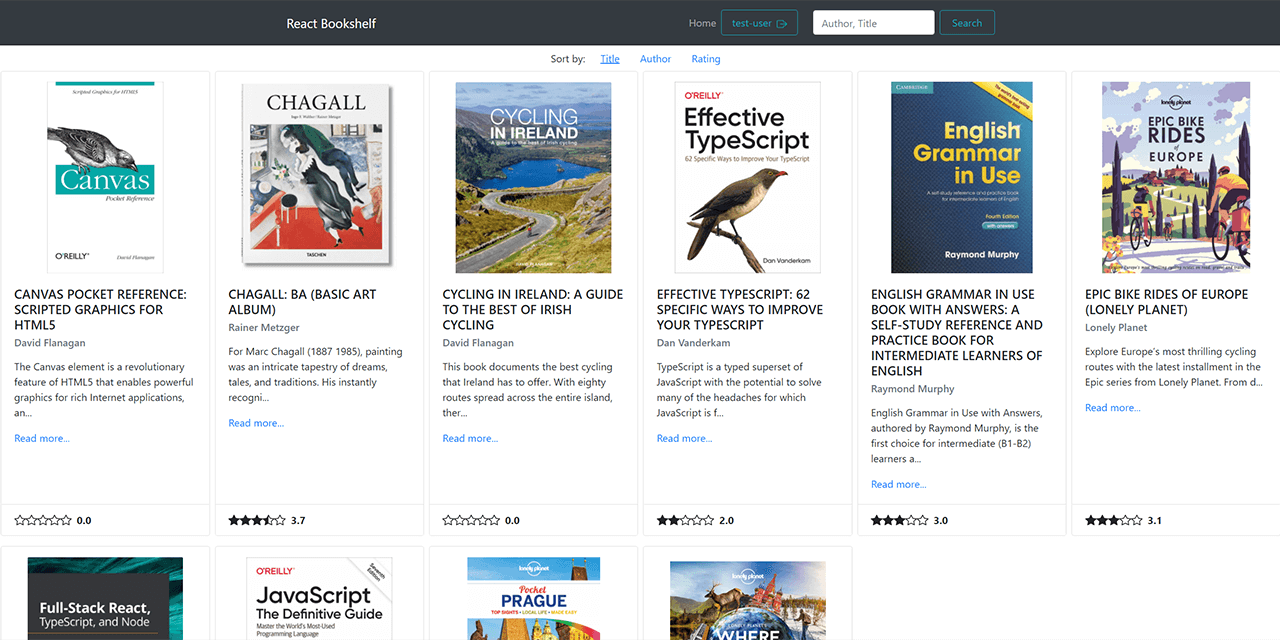 React Bookshelf
Home
test-user
Author, Title
Search
Sort by:
Title
Author
Rating
Scripted Graphics for HTML5
Canvas
Pocket Reference
O'REILLY®
David Flanagan
CANVAS POCKET REFERENCE: SCRIPTED GRAPHICS FOR HTML5
David Flanagan
The Canvas element is a revolutionary
feature of HTML5 that enables powerful
graphics for rich Internet applications,
an...
Read more...
0.0
CHAGALL
TASCHEN
CHAGALL: BA (BASIC ART
ALBUM)
Rainer Metzger
For Marc Chagall (1887 1985), painting
was an intricate tapestry of dreams,
tales, and traditions. His instantly
recogni...
Read more...
3.7
CYCLING
IN IRELAND
A guide to the best of Irish cycling
CYCLING IN IRELAND: A GUIDE
TO THE BEST OF IRISH
CYCLING
David Flanagan
This book documents the best cycling
that Ireland has to offer. With eighty
routes spread across the entire island,
ther...
Read more...
0.0
O'REILLY®
Effective
TypeScript
62 Specific Ways to Improve Your TypeScript
Dan Vanderkam
EFFECTIVE TYPESCRIPT: 62
SPECIFIC WAYS TO IMPROVE
YOUR TYPESCRIPT
Dan Vanderkam
TypeScript is a typed superset of
JavaScript with the potential to solve
many of the headaches for which
JavaScript is f...
Read more...
2.0
CAMBRIDGE
The world's best-selling
grammar book
English
Grammar
in Use
A self-study reference and practice book
for intermediate learners of English
Fourth Edition
with answers
Raymond Murphy
ENGLISH GRAMMAR IN USE
BOOK WITH ANSWERS: A
SELF-STUDY REFERENCE AND
PRACTICE BOOK FOR
INTERMEDIATE LEARNERS OF
ENGLISH
Raymond Murphy
English Grammar in Use with Answers,
authored by Raymond Murphy, is the
first choice for intermediate (B1-B2)
learners a...
Read more...
3.0
lonely planet
EPIC BIKE
RIDES
OF
EUROPE
EPIC BIKE RIDES OF EUROPE
(LONELY PLANET)
Lonely Planet
Explore Europe's most thrilling cycling
routes with the latest installment in the
Epic series from Lonely Planet. From d...
Read more...
3.1
Full-Stack React,
TypeScript, and Node
O'REILLY®
Seventh
Edition
JavaScript
The Definitive Guide
Master the World's Most-Used
Programming Language
lonely planet
Pocket
PRAGUE
TOP SIGHTS • LOCAL LIFE • MADE EASY
lonely planet
WHERE